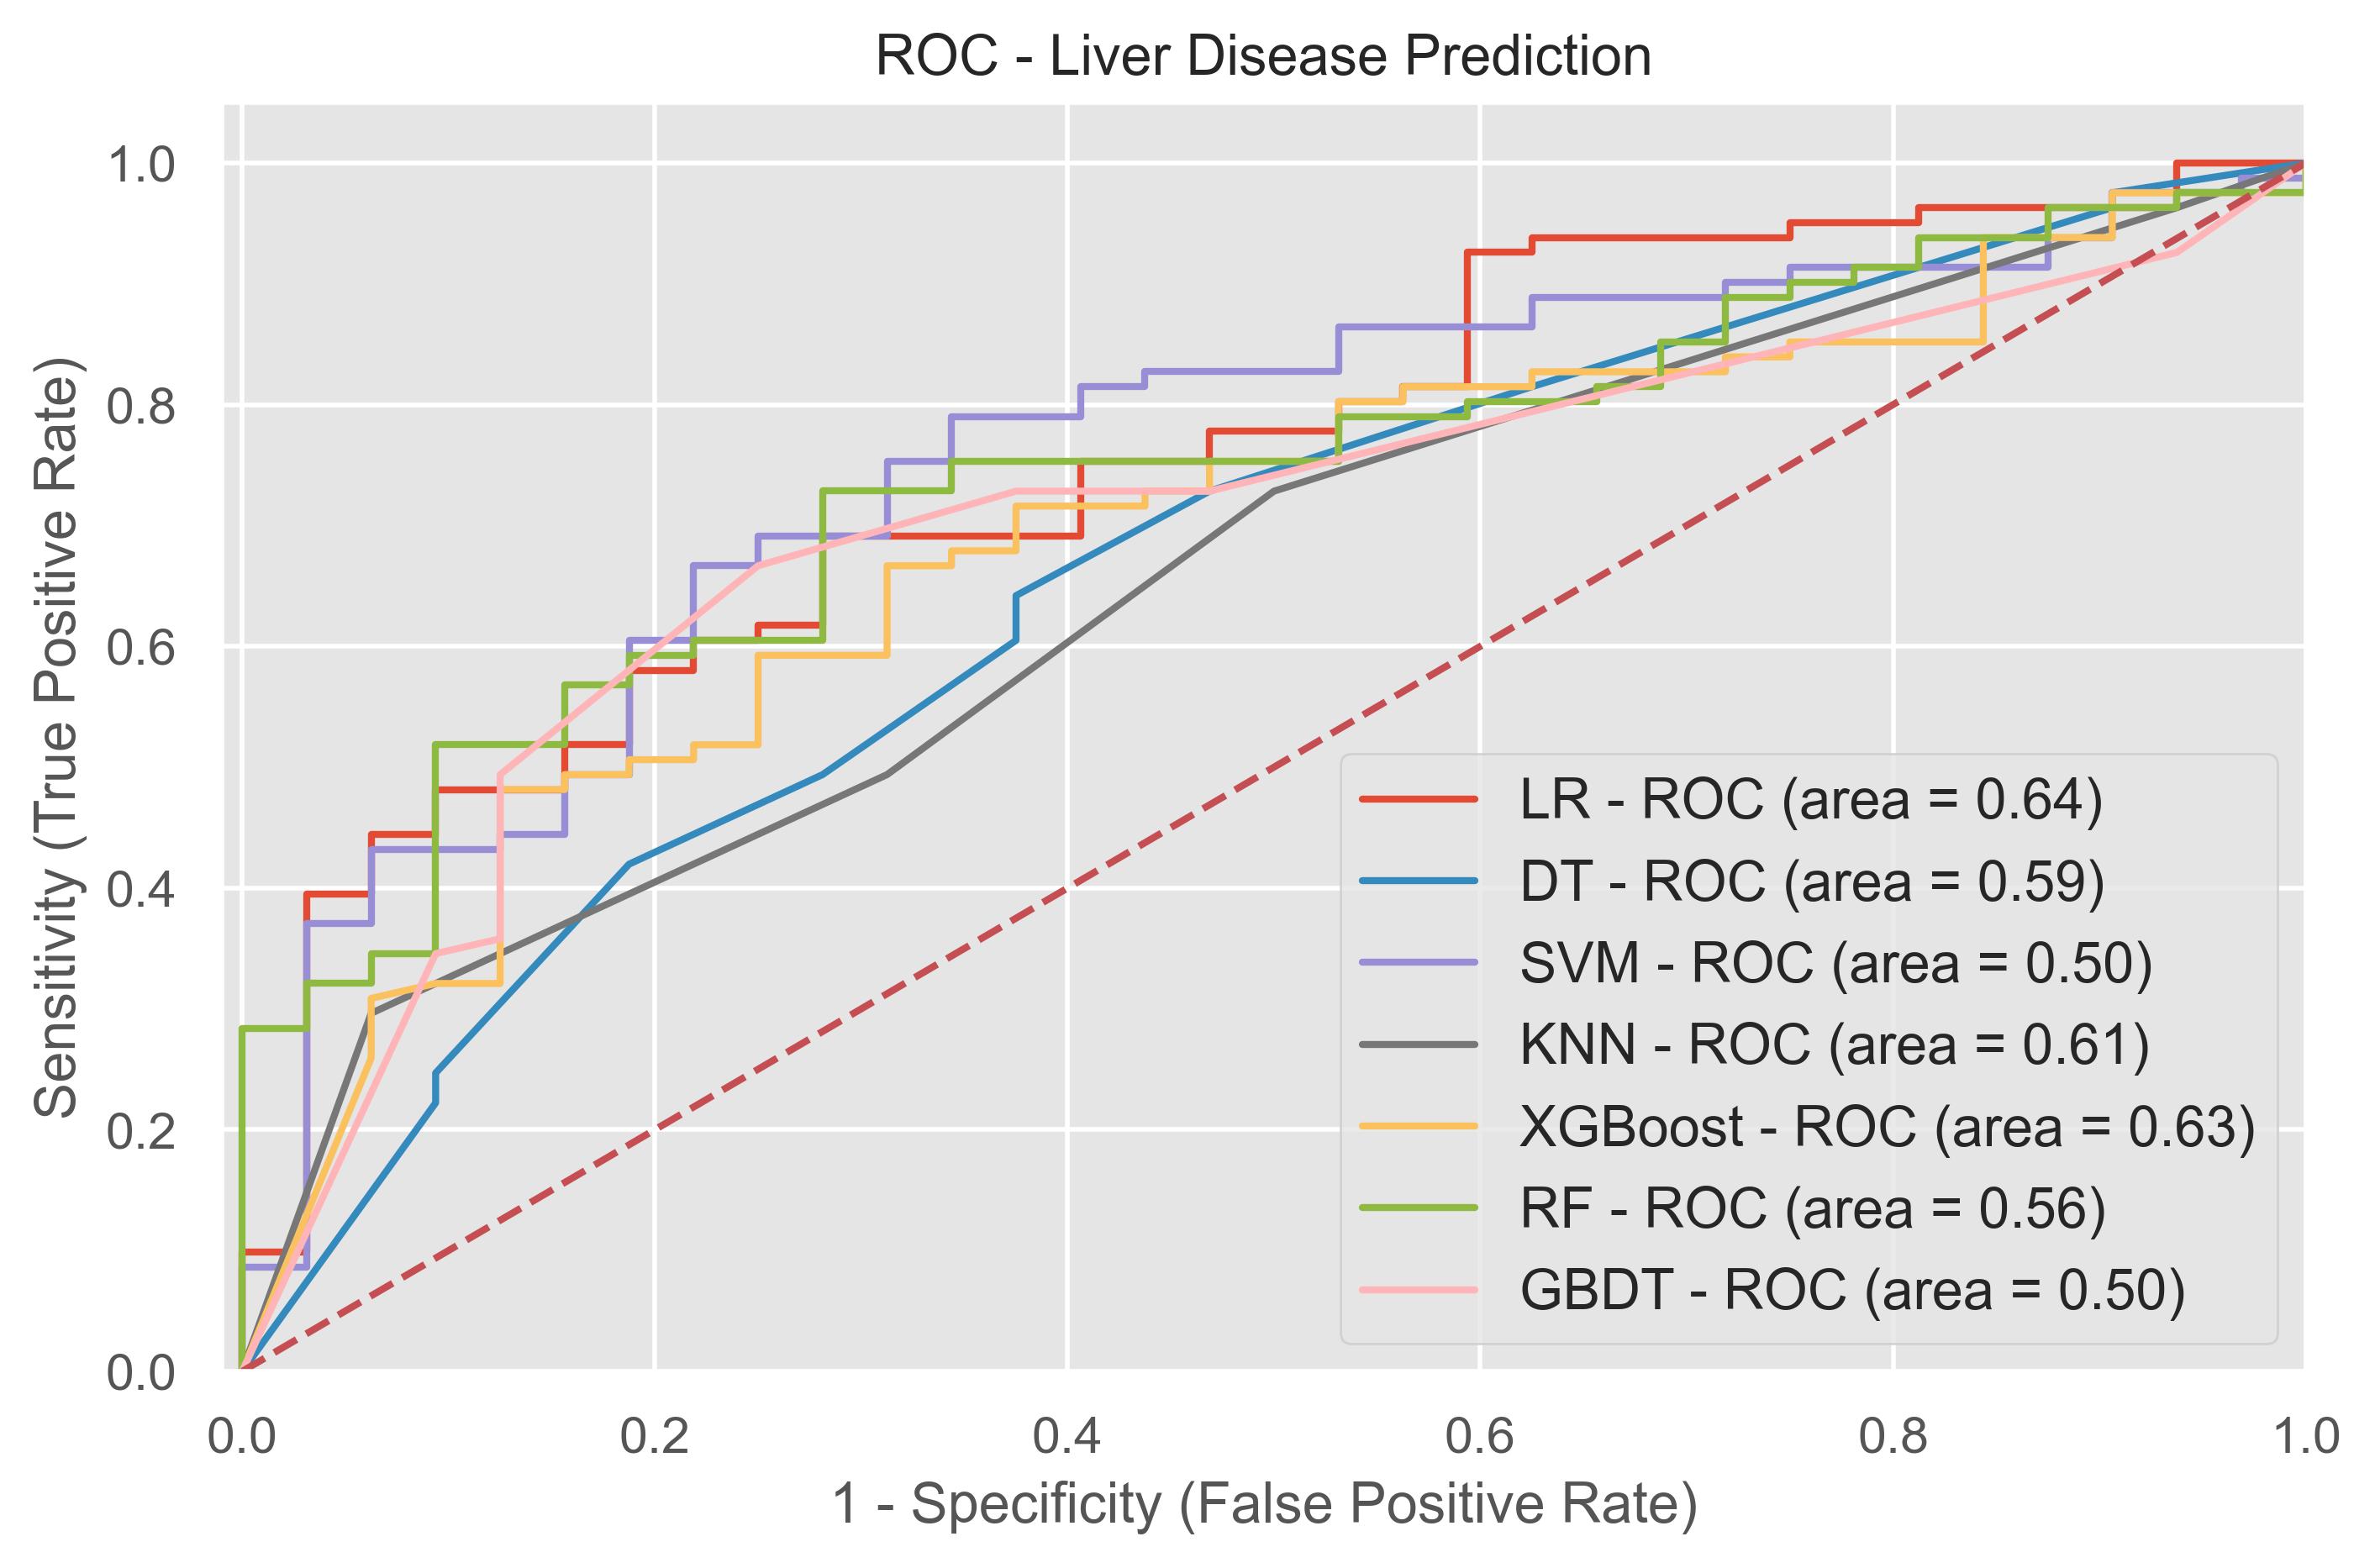 ROC - Liver Disease Prediction
Sensitivity (True Positive Rate)
1.0
0.8
0.6
0.4
0.2
0.0
LR - ROC (area = 0.64)
DT - ROC (area = 0.59)
SVM - ROC (area = 0.50)
KNN - ROC (area = 0.61)
XGBoost - ROC (area = 0.63)
RF - ROC (area = 0.56)
GBDT - ROC (area = 0.50)
0.0 0.2 0.4 0.6 0.8 1.0
1 - Specificity (False Positive Rate)